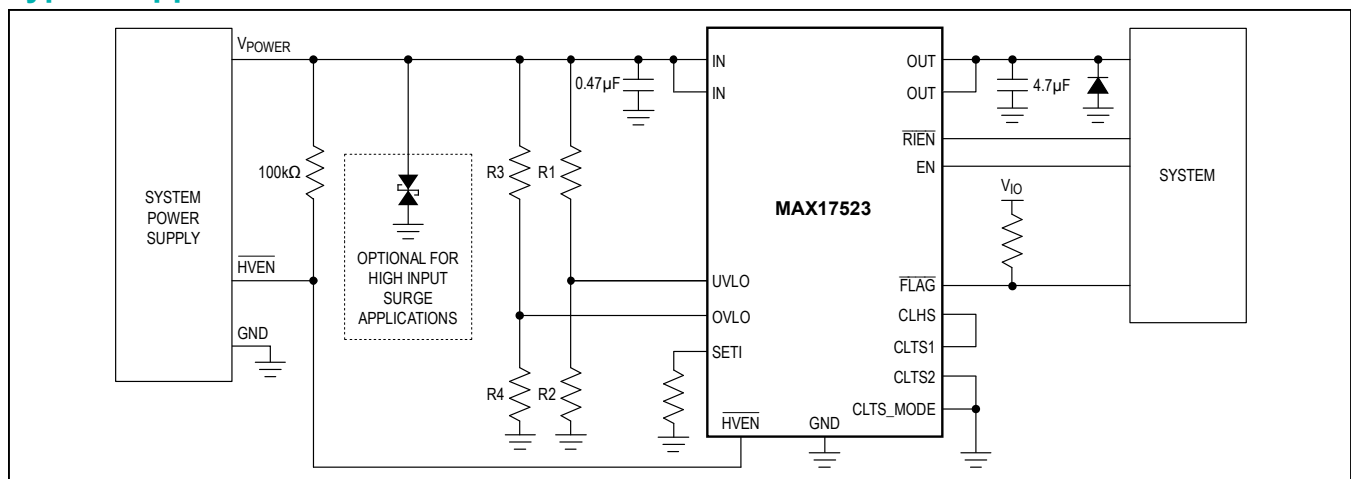 VPOWER
SYSTEM
POWER
SUPPLY
HVEN
GND
100kΩ
OPTIONAL FOR
HIGH INPUT
SURGE
APPLICATIONS
R3
R1
R4
R2
0.47µF
MAX17523
IN
IN
UVLO
OVLO
SETI
HVEN
GND
OUT
OUT
RIEN
EN
FLAG
CLHS
CLTS1
CLTS2
CLTS_MODE
4.7µF
VIO
SYSTEM